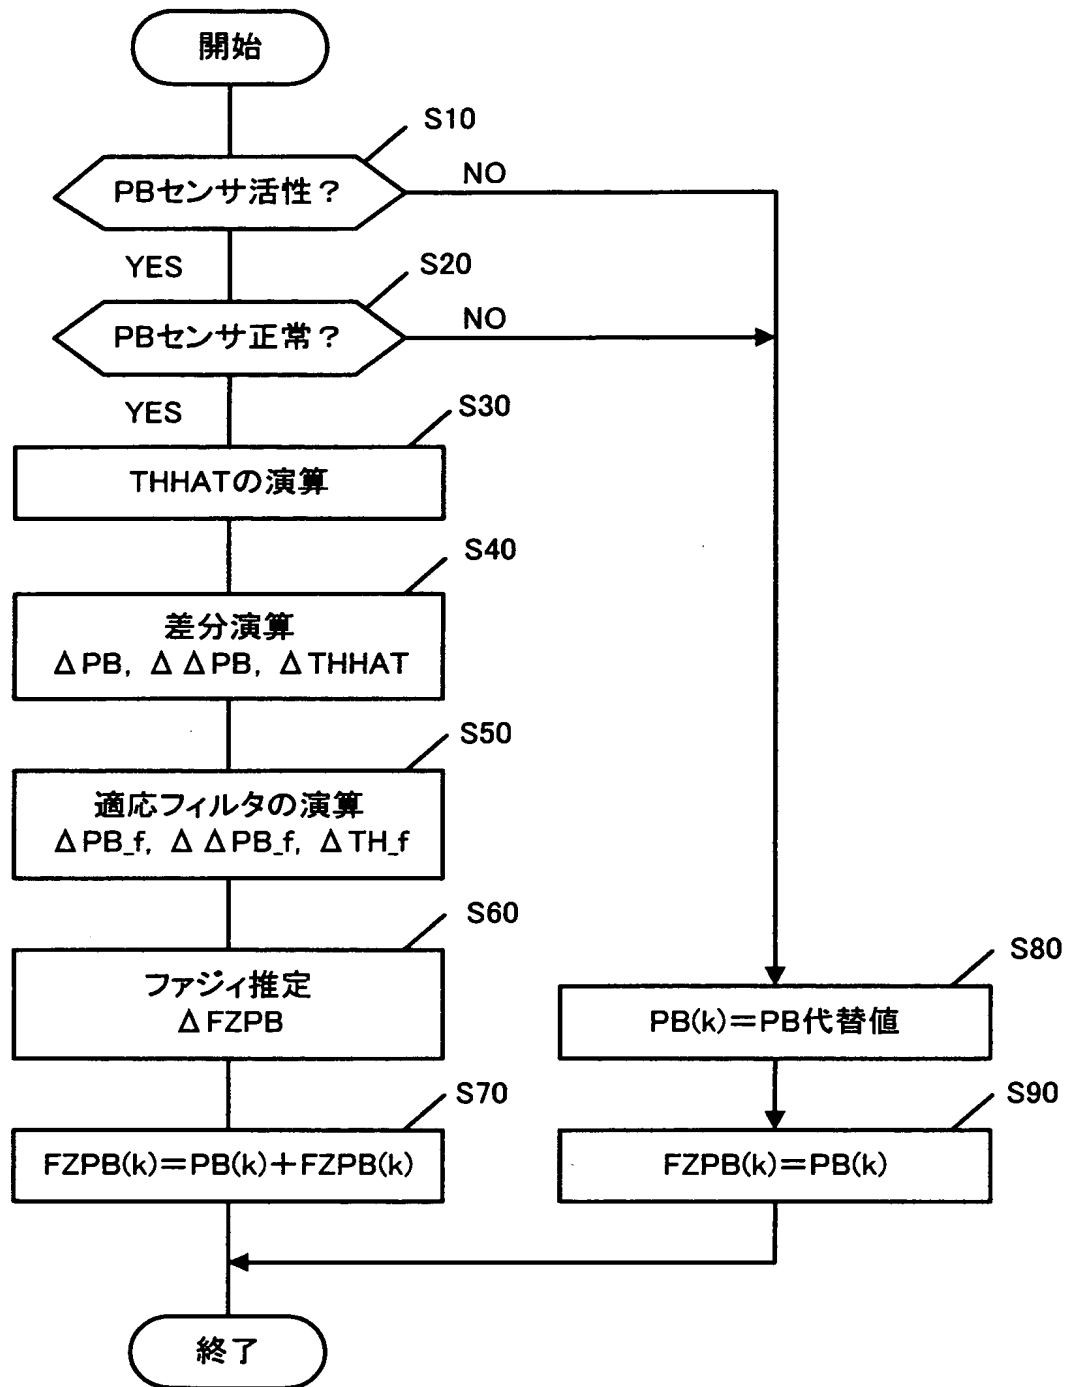 開始
S10
PBセンサ活性？
NO
YES
S20
PBセンサ正常？
NO
YES
S30
THHATの演算
S40
差分演算
ΔPB, ΔΔPB, ΔTHHAT
S50
適応フィルタの演算
ΔPB_f, ΔΔPB_f, ΔTH_f
S60
ファジィ推定
ΔFZPB
S70
FZPB(k)=PB(k)+FZPB(k)
S80
PB(k)=PB代替値
S90
FZPB(k)=PB(k)
終了